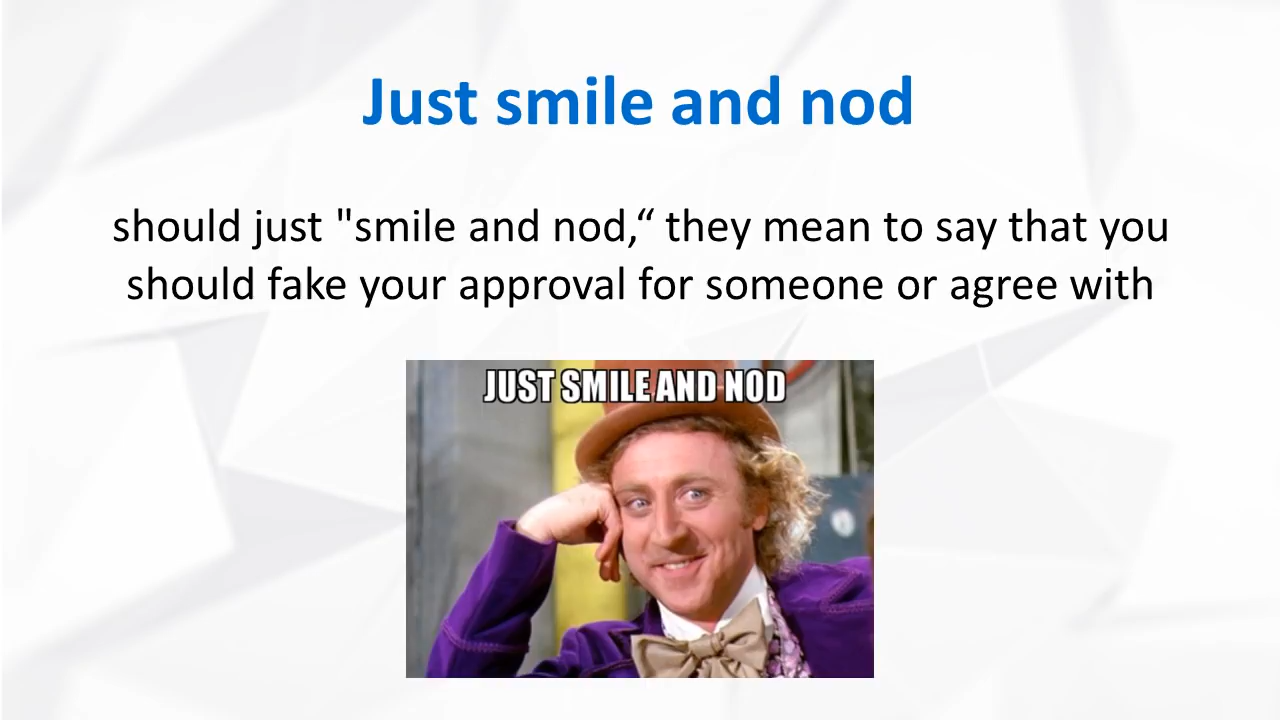 Just smile and nod
should just "smile and nod,“ they mean to say that you
should fake your approval for someone or agree with
JUST SMILE AND NOD